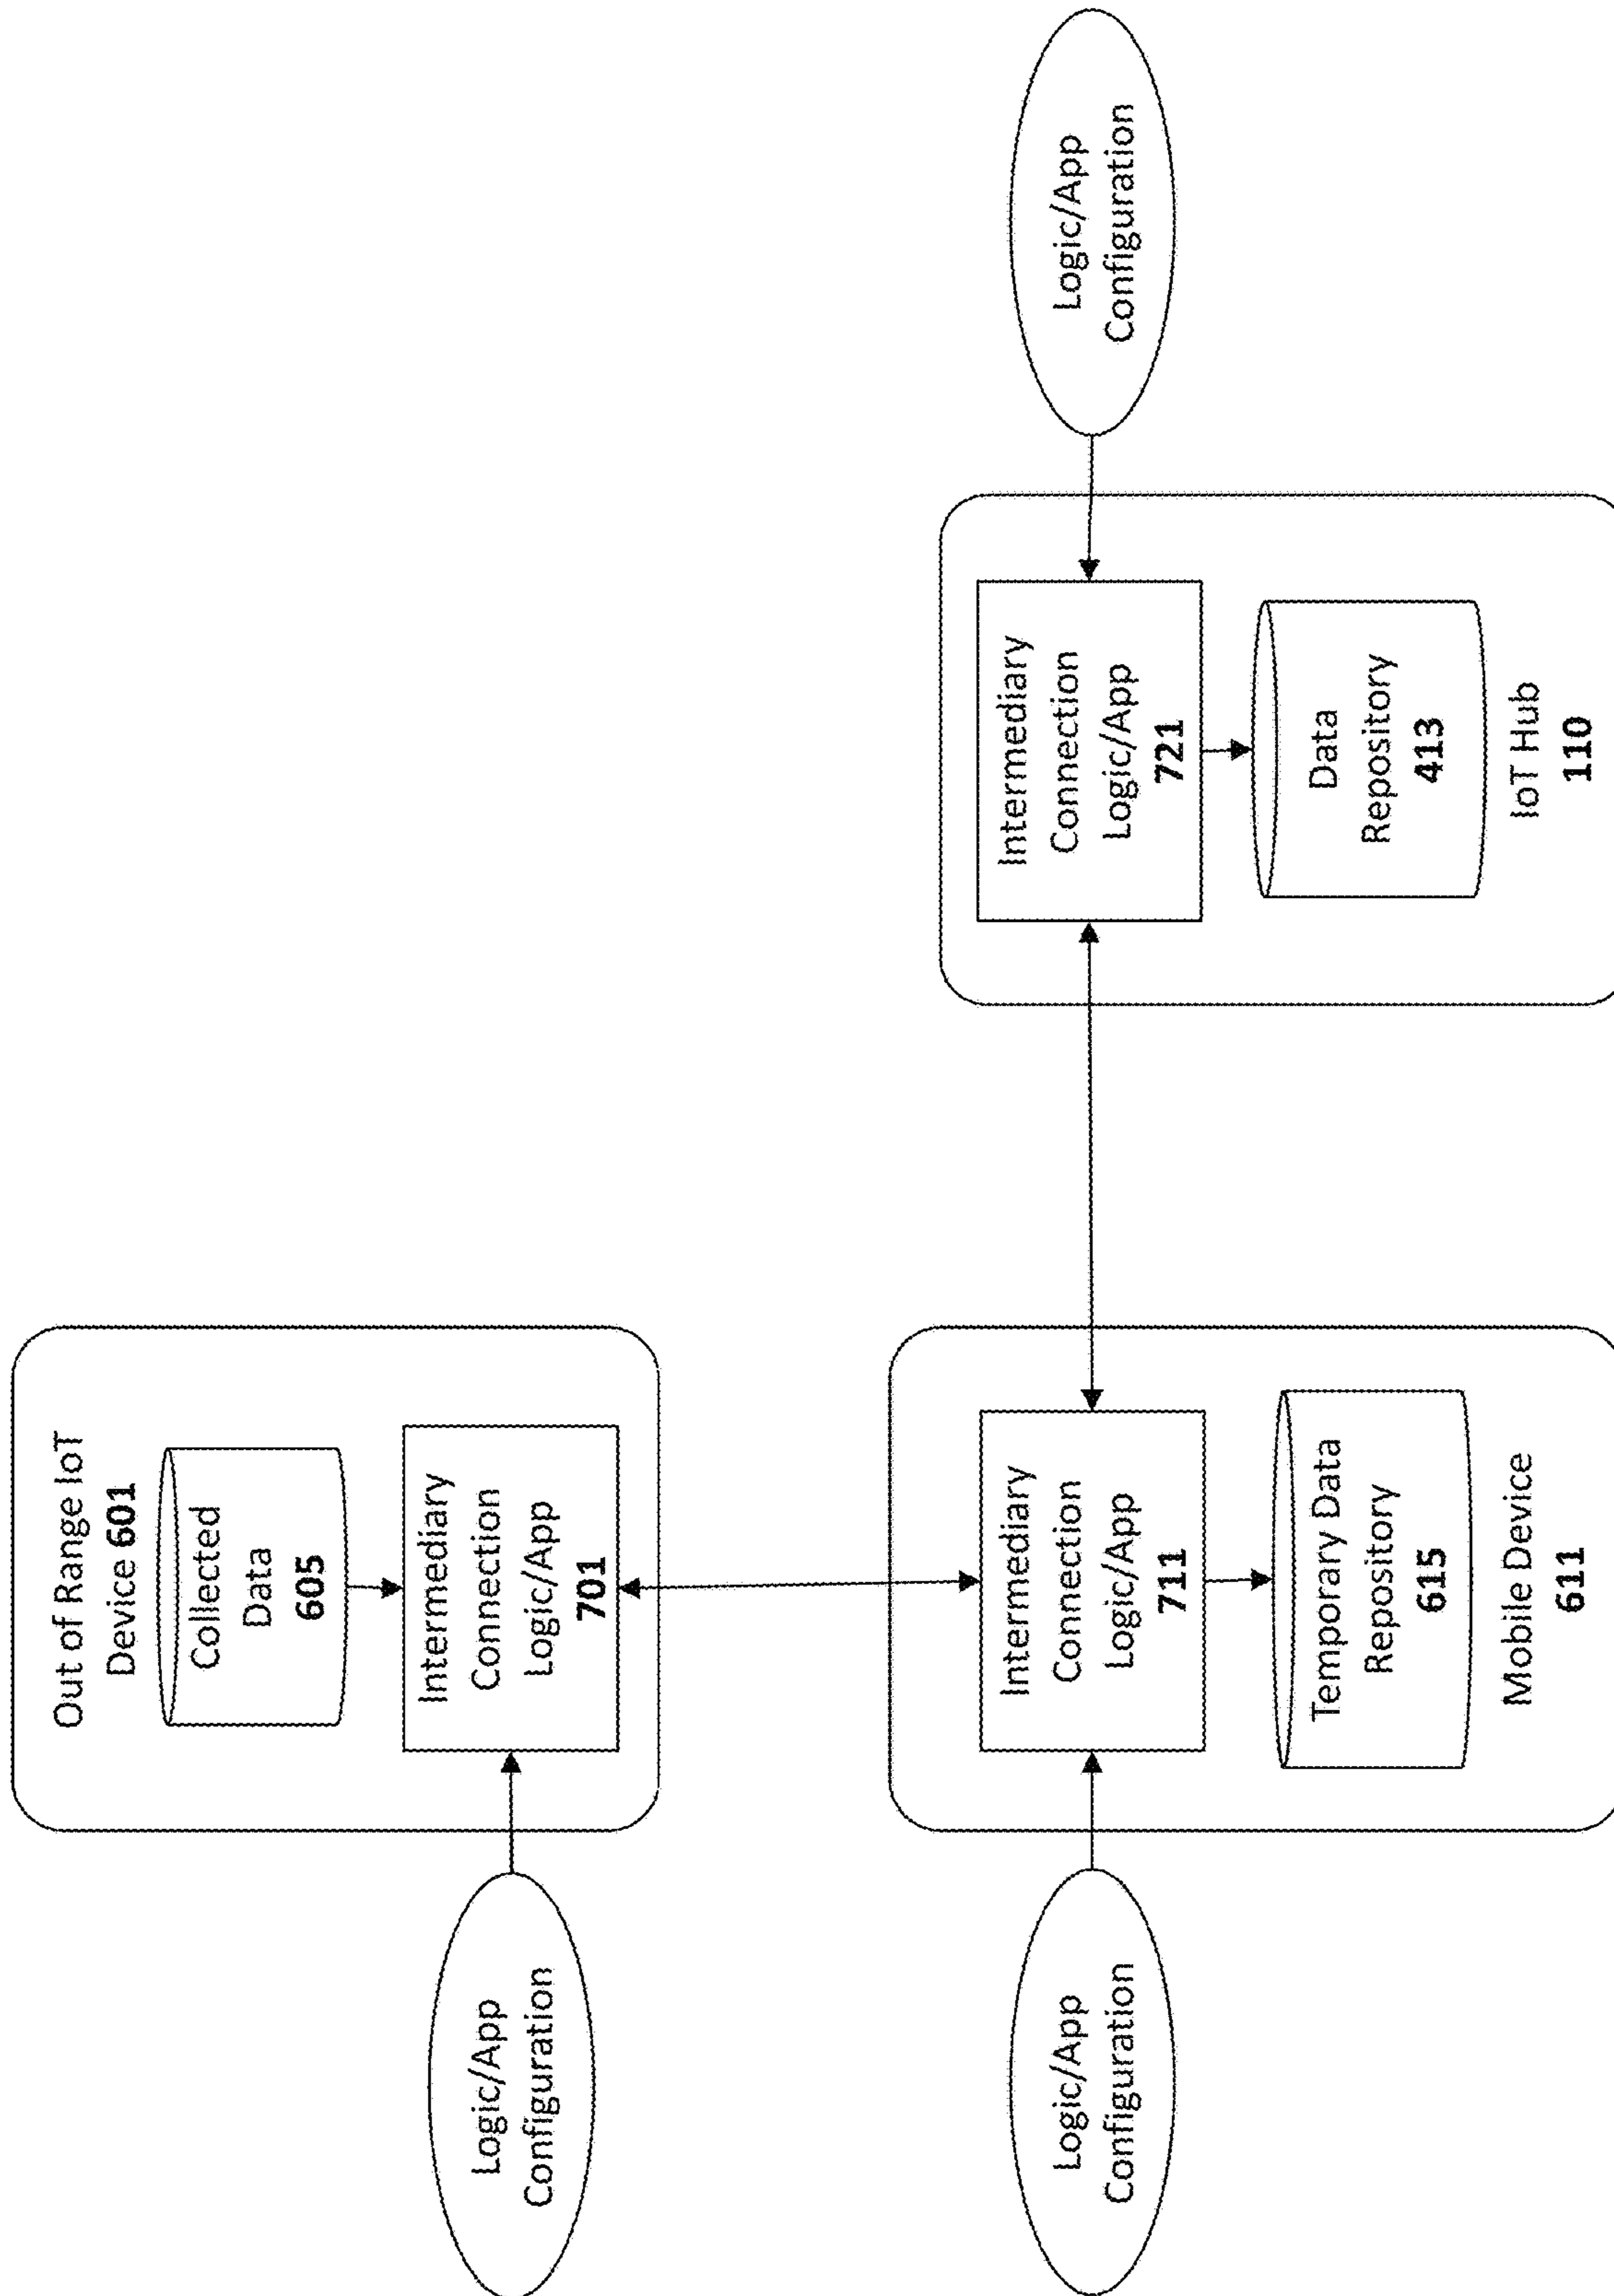 Out of Range IoT
Device 601
Collected
Data
605
Intermediary
Connection
Logic/App
701
Logic/App
Configuration
Logic/App
Configuration
Intermediary
Connection
Logic/App
711
Temporary Data
Repository
615
Mobile Device
611
Intermediary
Connection
Logic/App
721
Data
Repository
413
IoT Hub
110
Logic/App
Configuration